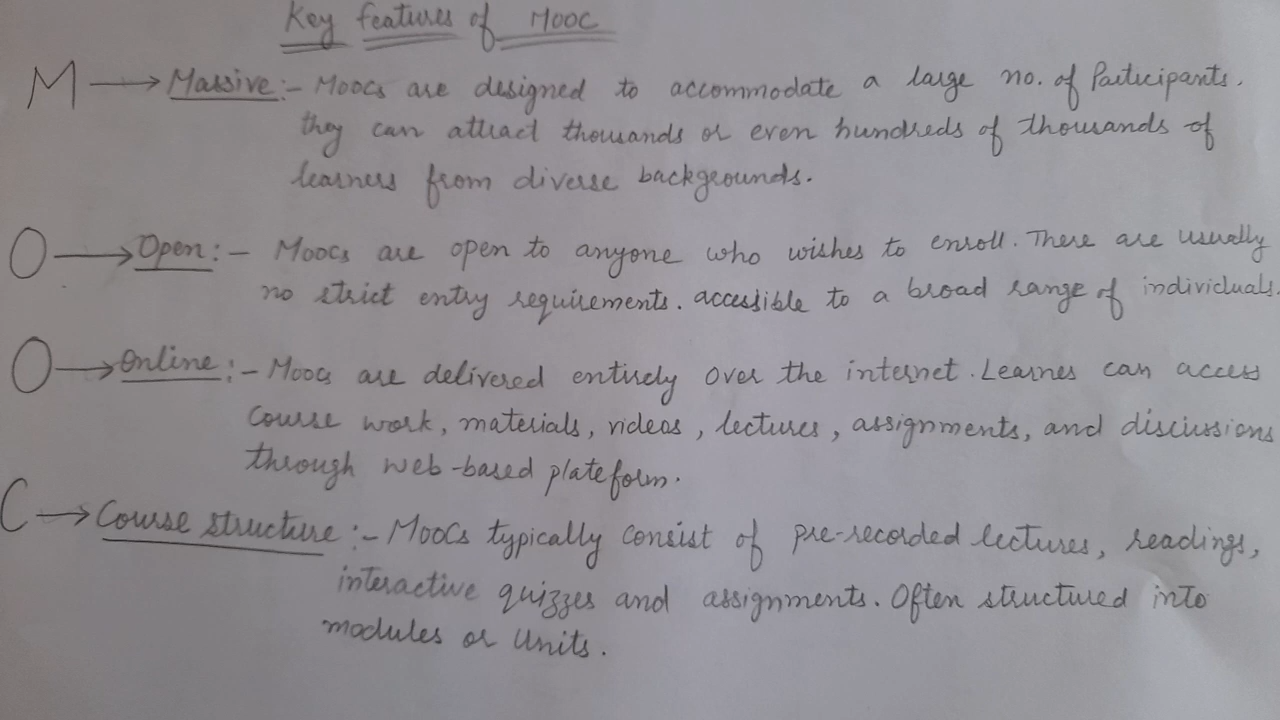 Key features of MOOC
M → Massive :- MOOCs are designed to accommodate a large no. of Participants.
they can attract thousands or even hundreds of thousands of
learners from diverse backgrounds.
O → Open :- MOOCs are open to anyone who wishes to enroll. There are usually
no strict entry requirements. accessible to a broad range of individuals.
O → Online :- MOOCs are delivered entirely over the internet. Learnes can access
course work, materials, videos, lectures, assignments, and discussions
through web-based plateform.
C → Course structure :- MOOCs typically consist of pre-recorded lectures, readings,
interactive quizzes and assignments. Often structured into
modules or Units.